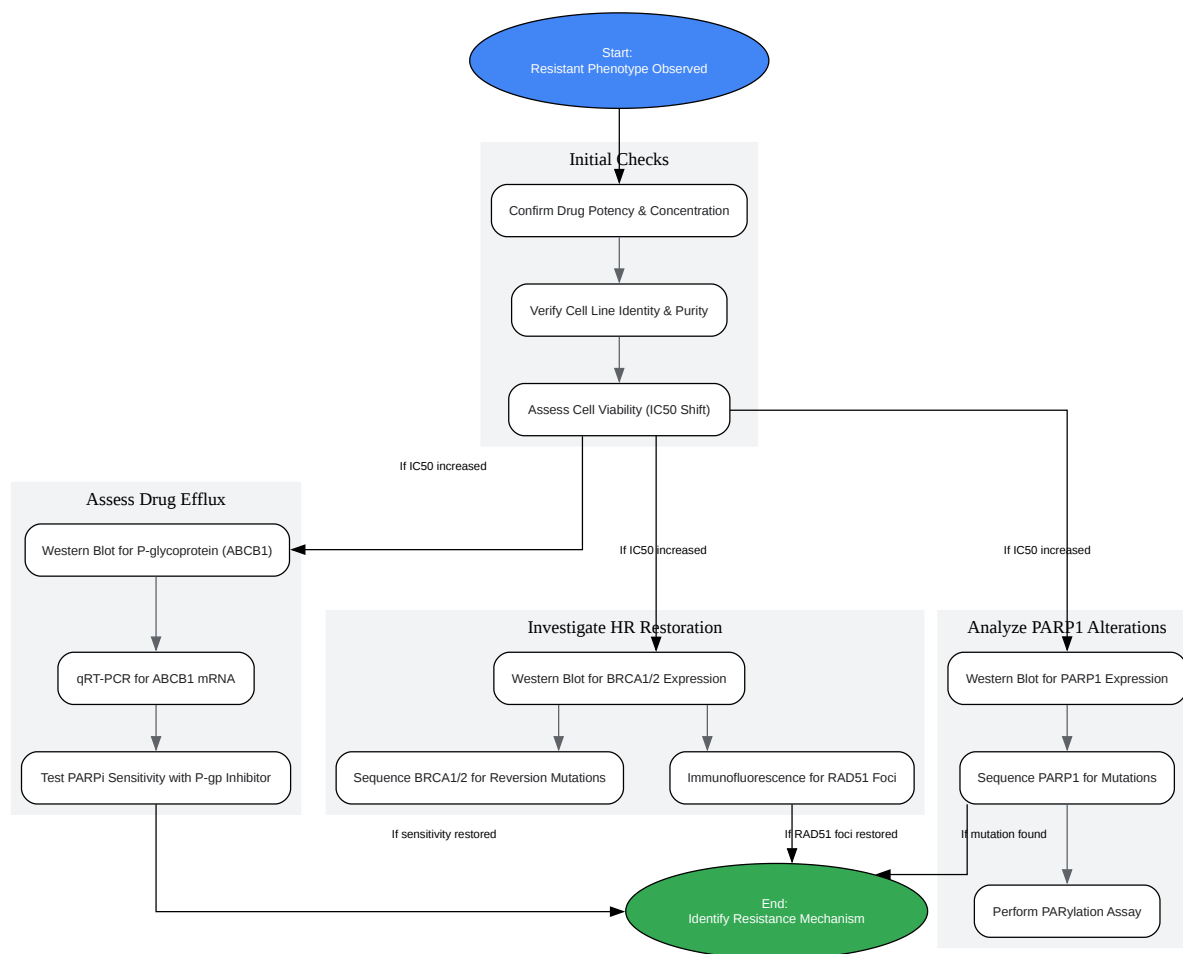 Start:
Resistant Phenotype Observed
Initial Checks
Confirm Drug Potency & Concentration
Verify Cell Line Identity & Purity
Assess Cell Viability (IC50 Shift)
If IC50 increased
If IC50 increased
If IC50 increased
Assess Drug Efflux
Western Blot for P-glycoprotein (ABCB1)
qRT-PCR for ABCB1 mRNA
Test PARPi Sensitivity with P-gp Inhibitor
Investigate HR Restoration
Western Blot for BRCA1/2 Expression
Sequence BRCA1/2 for Reversion Mutations
Immunofluorescence for RAD51 Foci
Analyze PARP1 Alterations
Western Blot for PARP1 Expression
Sequence PARP1 for Mutations
Perform PARylation Assay
If sensitivity restored
If RAD51 foci restored
If mutation found
End:
Identify Resistance Mechanism